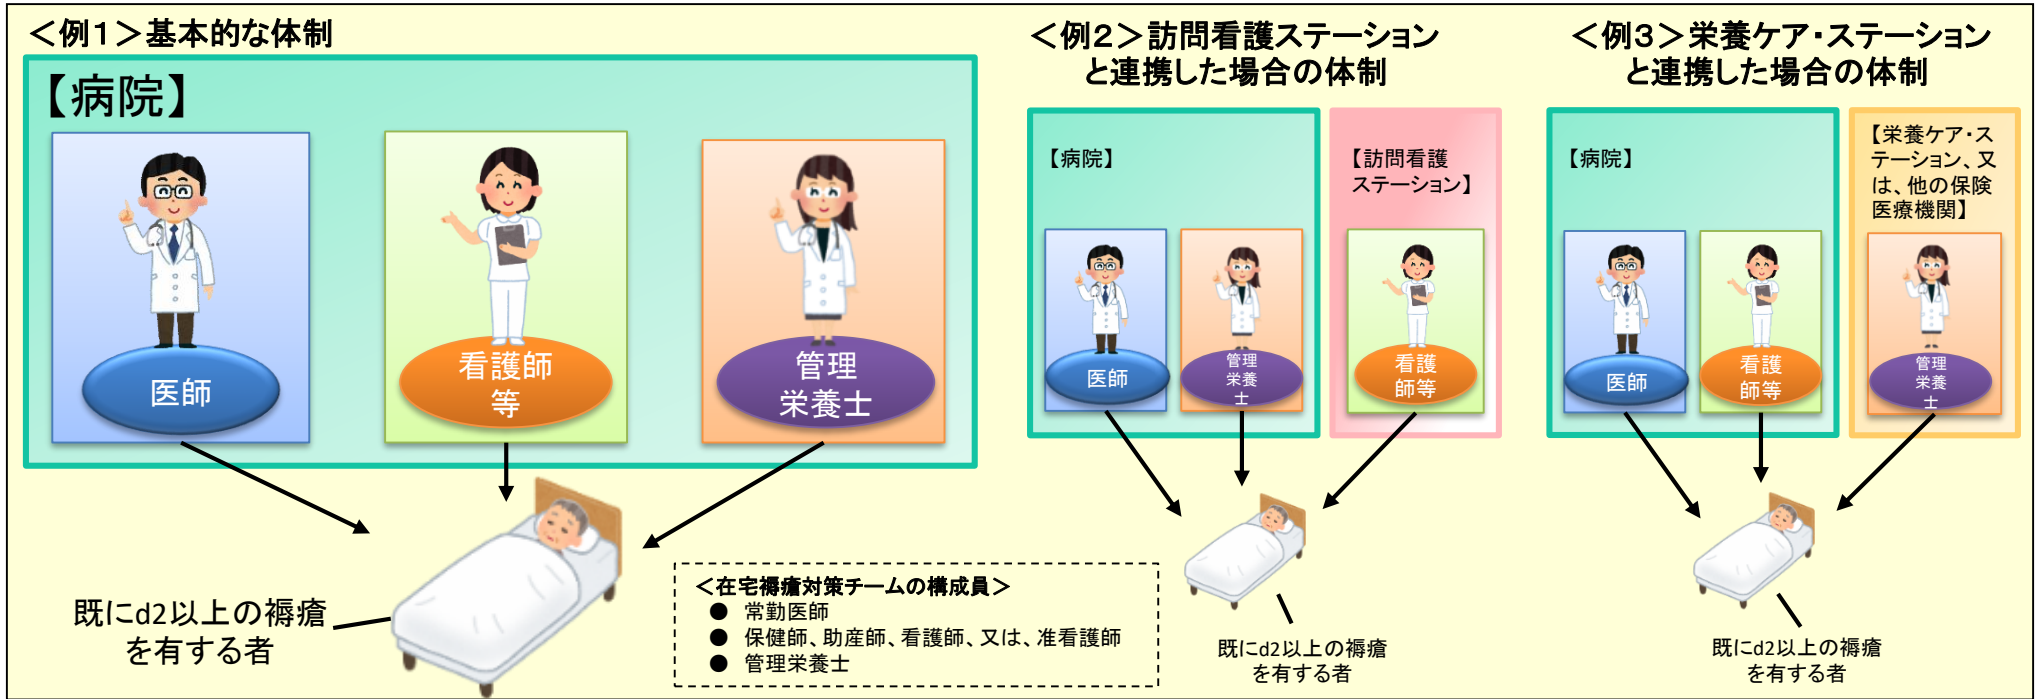 ＜例１＞基本的な体制
【病院】
医師
看護師
等
管理
栄養士
既にd2以上の褥瘡
を有する者
＜在宅褥瘡対策チームの構成員＞
● 常勤医師
● 保健師、助産師、看護師、又は、准看護師
● 管理栄養士
＜例２＞訪問看護ステーション
と連携した場合の体制
【病院】
【訪問看護
ステーション】
医師
管理
栄養
士
看護
師等
既にd2以上の褥瘡
を有する者
＜例３＞栄養ケア・ステーション
と連携した場合の体制
【病院】
【栄養ケア・ス
テーション、又
は、他の保険
医療機関】
医師
看護
師等
管理
栄養
士
既にd2以上の褥瘡
を有する者